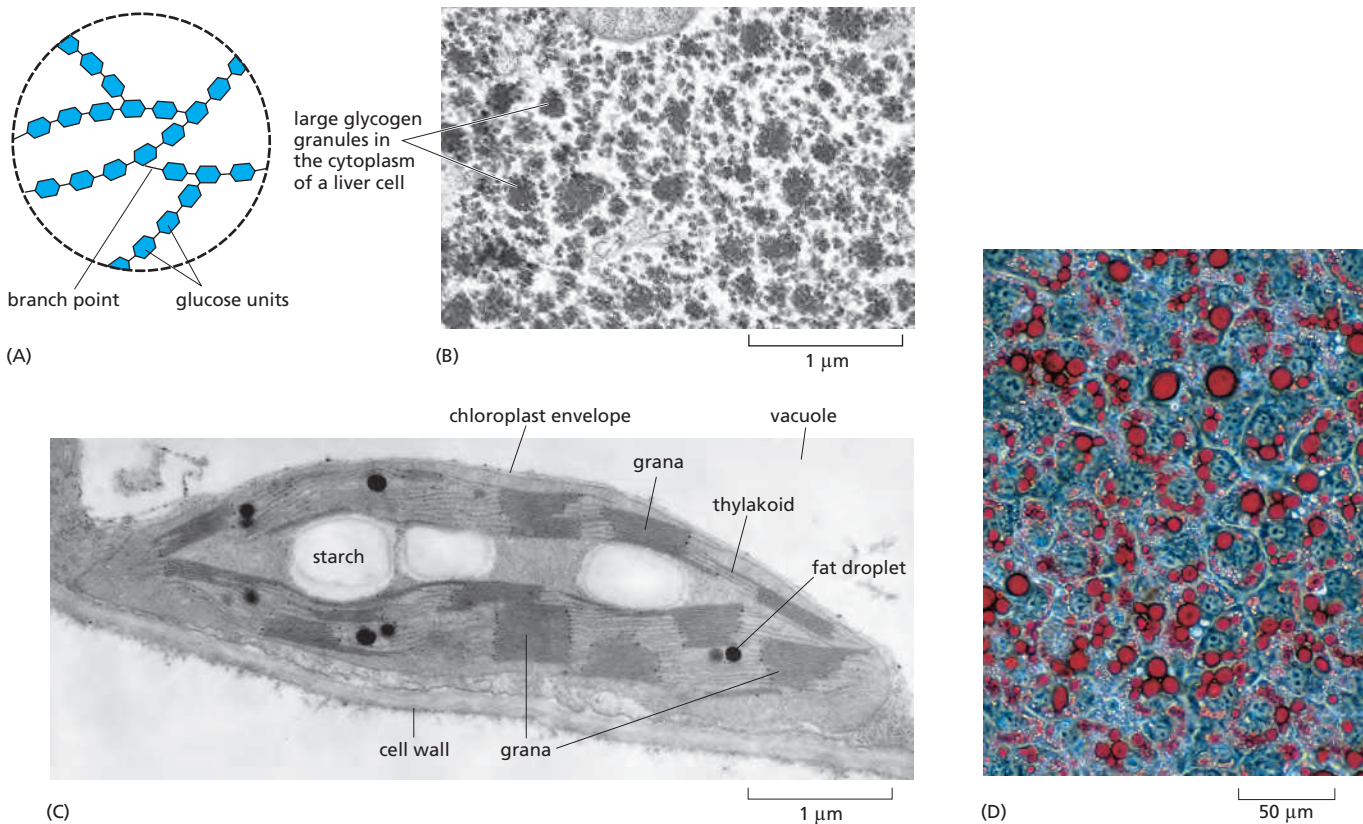 large glycogen
granules in
the cytoplasm
of a liver cell
branch point
glucose units
(A)
(B)
1 μm
chloroplast envelope
vacuole
grana
thylakoid
starch
fat droplet
cell wall
grana
(C)
1 μm
(D)
50 μm